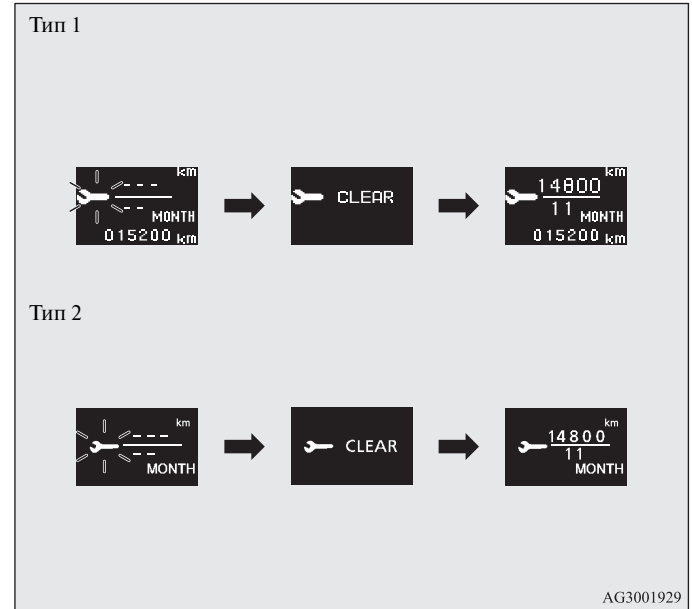 Тип 1
km
---
--
MONTH
015200 km
CLEAR
km
14800
11 MONTH
015200 km
Тип 2
km
---
--
MONTH
CLEAR
km
14800
11
MONTH
AG3001929